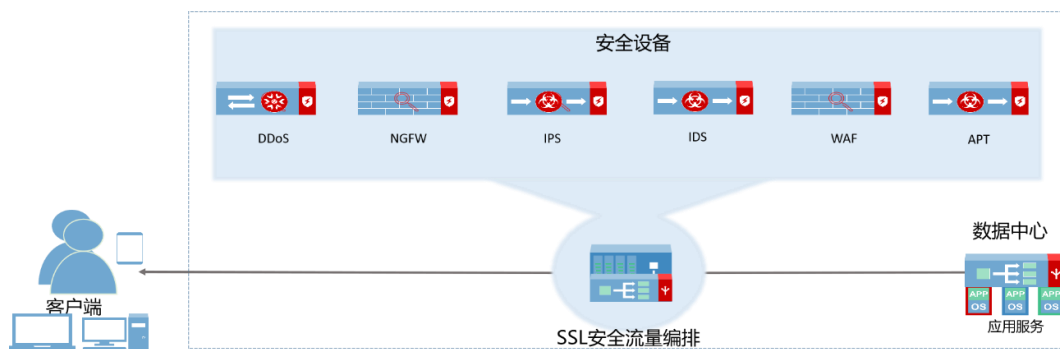 安全设备
DDoS
NGFW
IPS
IDS
WAF
APT
数据中心
客户端
APP
OS
APP
OS
APP
OS
应用服务
SSL安全流量编排